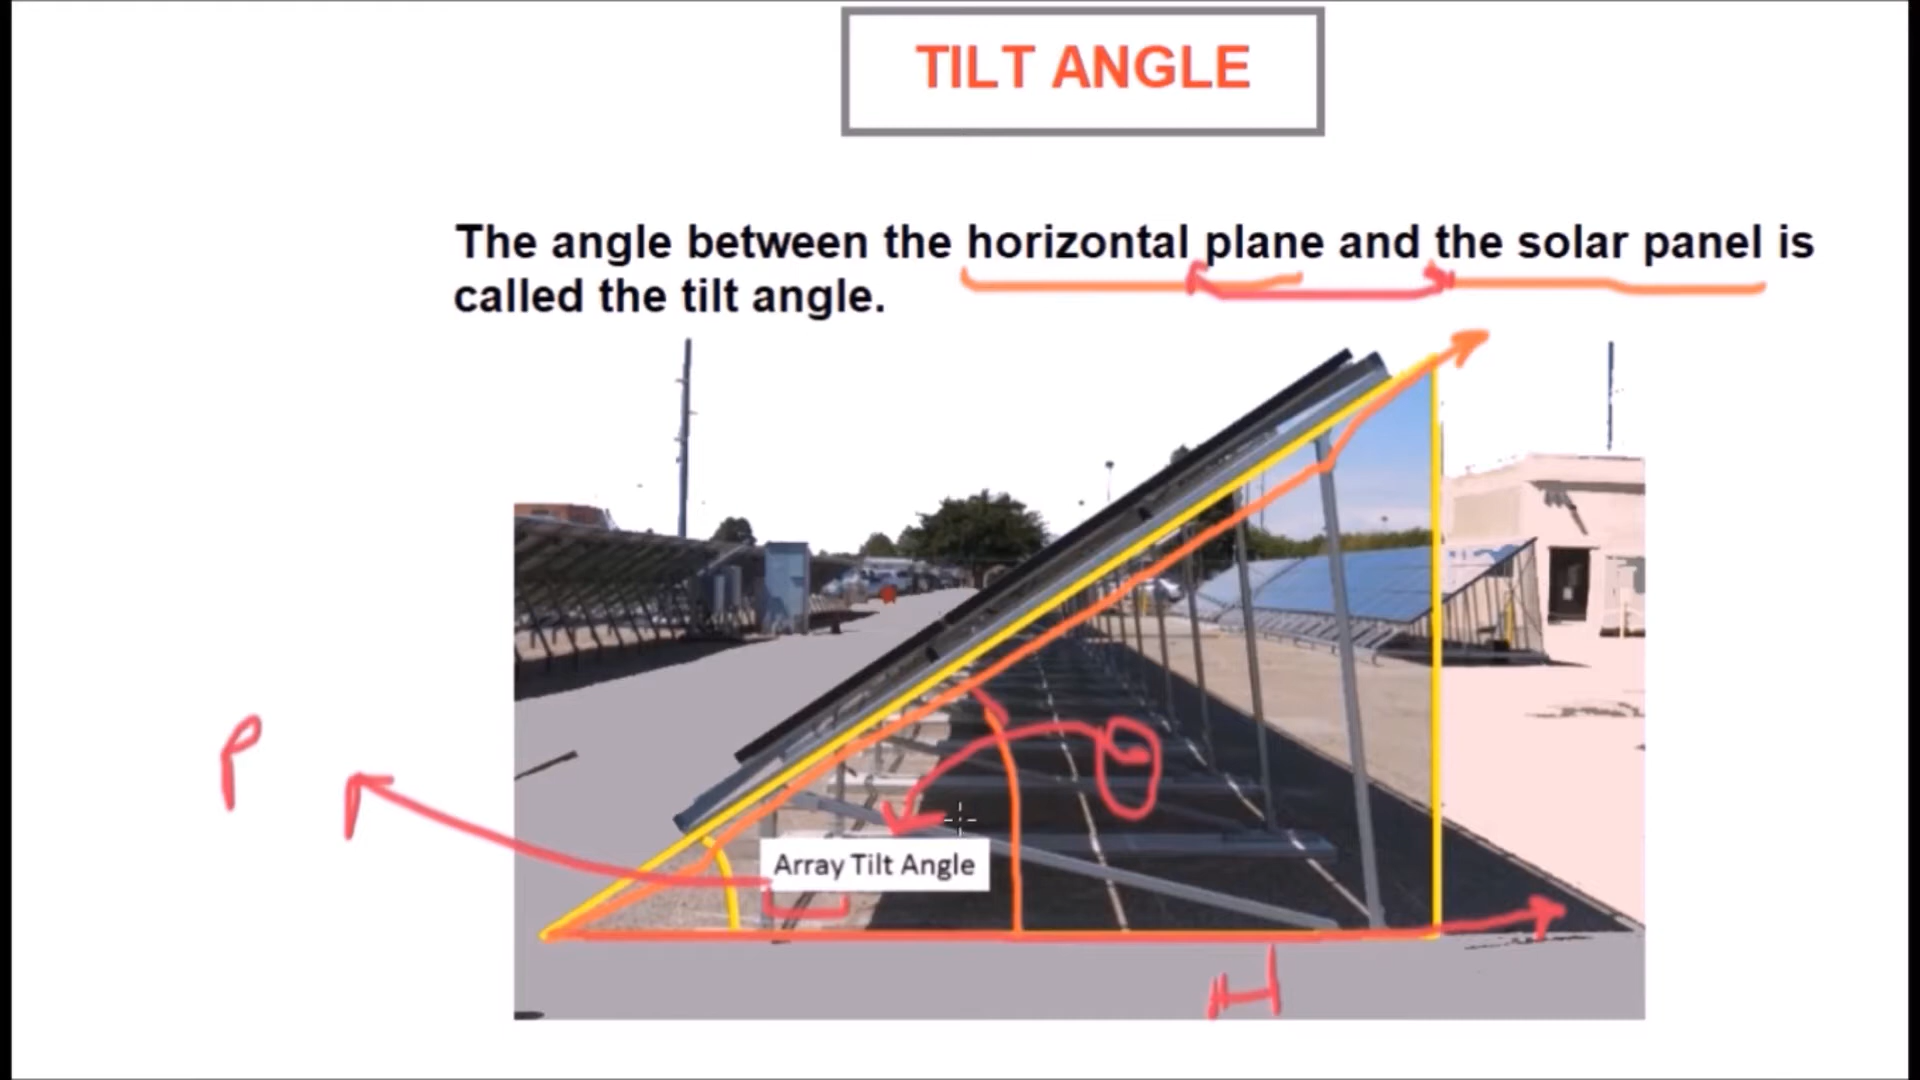 TILT ANGLE
The angle between the horizontal plane and the solar panel is
called the tilt angle.
P
θ
Array Tilt Angle
H